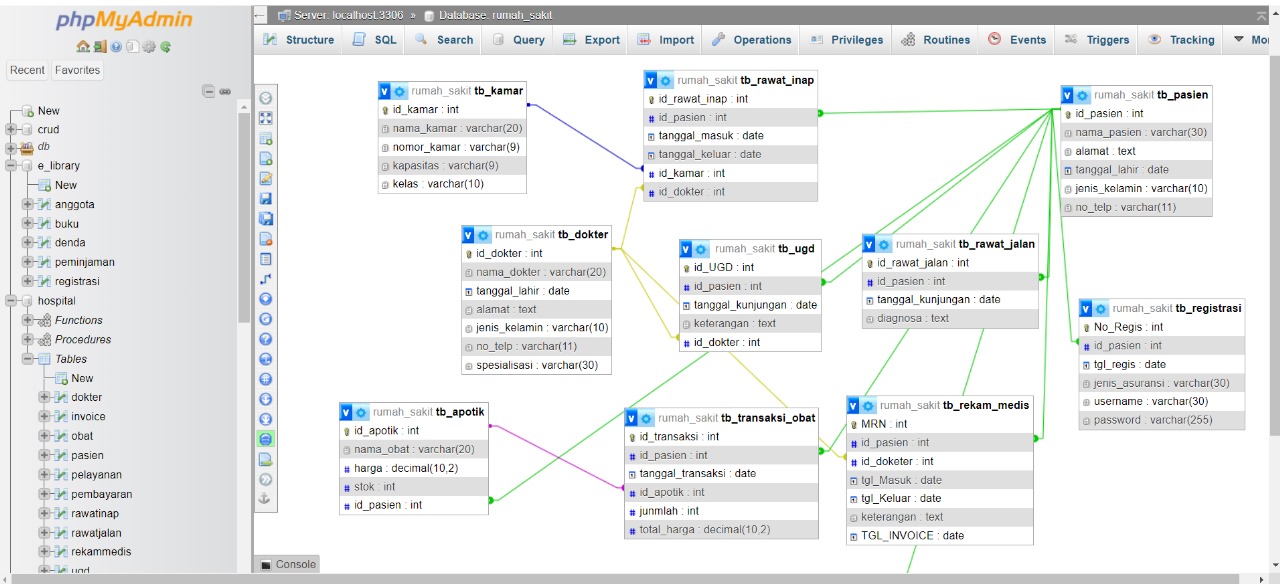 phpMyAdmin
Recent Favorites
New
crud
db
e_library
New
anggota
buku
denda
peminjaman
registrasi
hospital
Functions
Procedures
Tables
New
dokter
invoice
obat
pasien
pelayanan
pembayaran
rawatinap
rawatjalan
rekammedis
ugd
Server: localhost:3306 » Database: rumah_sakit
Structure SQL Search Query Export Import Operations Privileges Routines Events Triggers Tracking Mo
rumah_sakit tb_kamar
id_kamar : int
nama_kamar : varchar(20)
nomor_kamar : varchar(9)
kapasitas : varchar(9)
kelas : varchar(10)
rumah_sakit tb_rawat_inap
id_rawat_inap : int
id_pasien : int
tanggal_masuk : date
tanggal_keluar : date
id_kamar : int
id_dokter : int
rumah_sakit tb_pasien
id_pasien : int
nama_pasien : varchar(30)
alamat : text
tanggal_lahir : date
jenis_kelamin : varchar(10)
no_telp : varchar(11)
rumah_sakit tb_dokter
id_dokter : int
nama_dokter : varchar(20)
tanggal_lahir : date
alamat : text
jenis_kelamin : varchar(10)
no_telp : varchar(11)
spesialisasi : varchar(30)
rumah_sakit tb_ugd
id_UGD : int
id_pasien : int
tanggal_kunjungan : date
keterangan : text
id_dokter : int
rumah_sakit tb_rawat_jalan
id_rawat_jalan : int
id_pasien : int
tanggal_kunjungan : date
diagnosa : text
rumah_sakit tb_registrasi
No_Regis : int
id_pasien : int
tgl_regis : date
jenis_asuransi : varchar(30)
username : varchar(30)
password : varchar(255)
rumah_sakit tb_apotik
id_apotik : int
nama_obat : varchar(20)
harga : decimal(10,2)
stok : int
id_pasien : int
rumah_sakit tb_transaksi_obat
id_transaksi : int
id_pasien : int
tanggal_transaksi : date
id_apotik : int
junmlah : int
total_harga : decimal(10,2)
rumah_sakit tb_rekam_medis
MRN : int
id_pasien : int
id_doketer : int
tgl_Masuk : date
tgl_Keluar : date
keterangan : text
TGL_INVOICE : date
Console